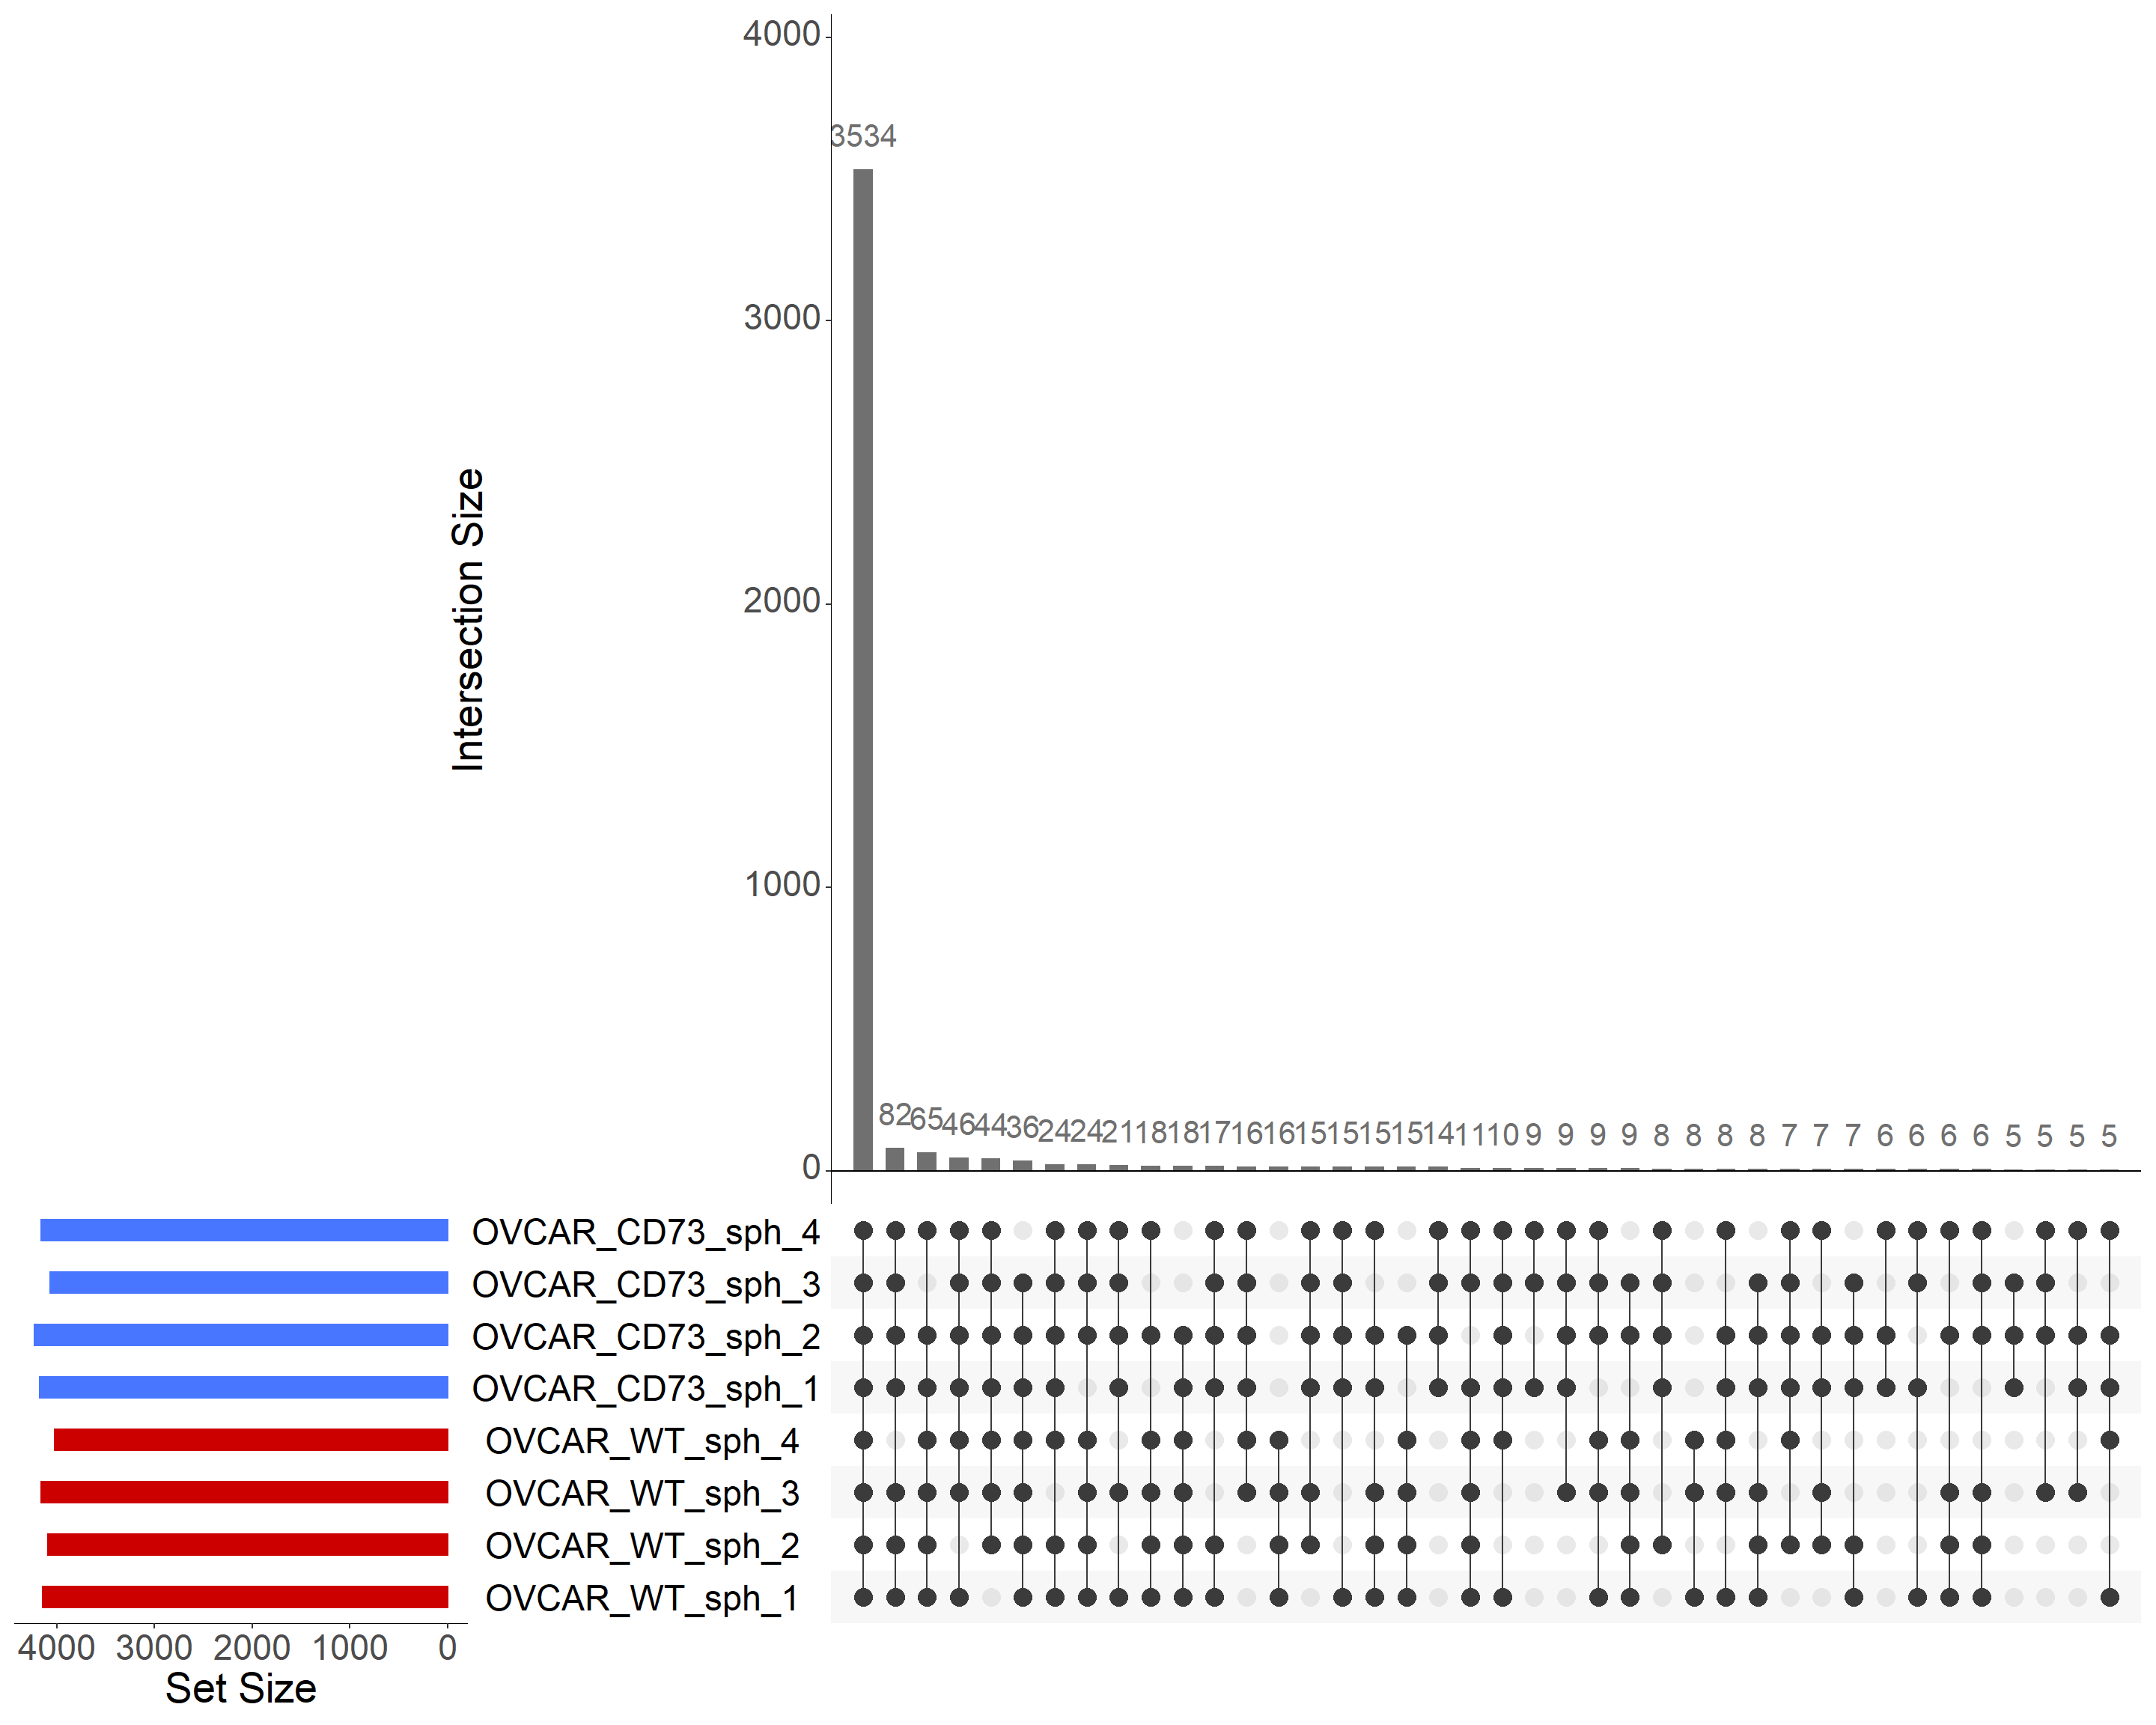 4000
3000
2000
1000
0
Intersection Size
3534 82 65 46 44 36 24 24 21 18 18 17 16 16 15 15 15 15 14 11 10 9 9 9 9 8 8 8 8 7 7 7 6 6 6 6 5 5 5 5
OVCAR_CD73_sph_4
OVCAR_CD73_sph_3
OVCAR_CD73_sph_2
OVCAR_CD73_sph_1
OVCAR_WT_sph_4
OVCAR_WT_sph_3
OVCAR_WT_sph_2
OVCAR_WT_sph_1
4000 3000 2000 1000 0
Set Size